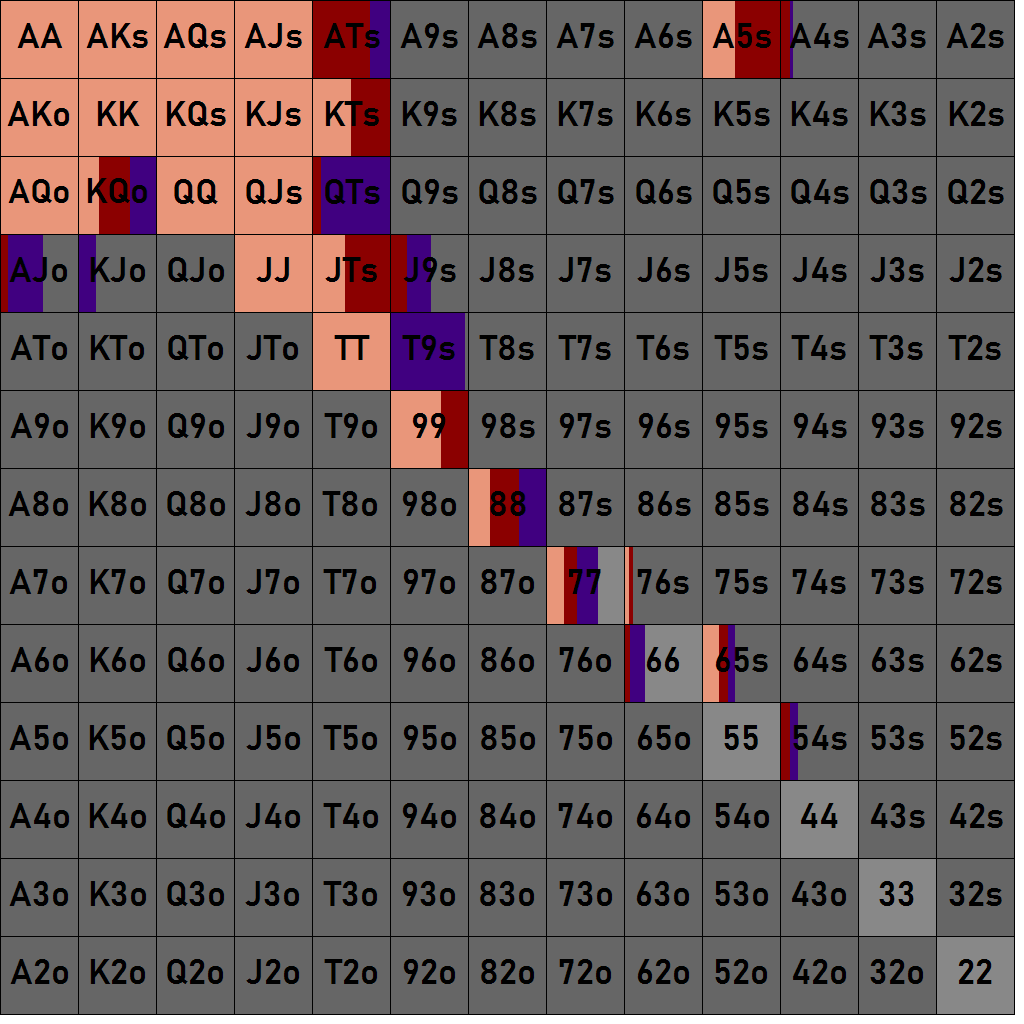 AA AKs AQs AJs ATs A9s A8s A7s A6s A5s A4s A3s A2s
AKo KK KQs KJs KTs K9s K8s K7s K6s K5s K4s K3s K2s
AQo KQo QQ QJs QTs Q9s Q8s Q7s Q6s Q5s Q4s Q3s Q2s
AJo KJo QJo JJ JTs J9s J8s J7s J6s J5s J4s J3s J2s
ATo KTo QTo JTo TT T9s T8s T7s T6s T5s T4s T3s T2s
A9o K9o Q9o J9o T9o 99 98s 97s 96s 95s 94s 93s 92s
A8o K8o Q8o J8o T8o 98o 88 87s 86s 85s 84s 83s 82s
A7o K7o Q7o J7o T7o 97o 87o 77 76s 75s 74s 73s 72s
A6o K6o Q6o J6o T6o 96o 86o 76o 66 65s 64s 63s 62s
A5o K5o Q5o J5o T5o 95o 85o 75o 65o 55 54s 53s 52s
A4o K4o Q4o J4o T4o 94o 84o 74o 64o 54o 44 43s 42s
A3o K3o Q3o J3o T3o 93o 83o 73o 63o 53o 43o 33 32s
A2o K2o Q2o J2o T2o 92o 82o 72o 62o 52o 42o 32o 22